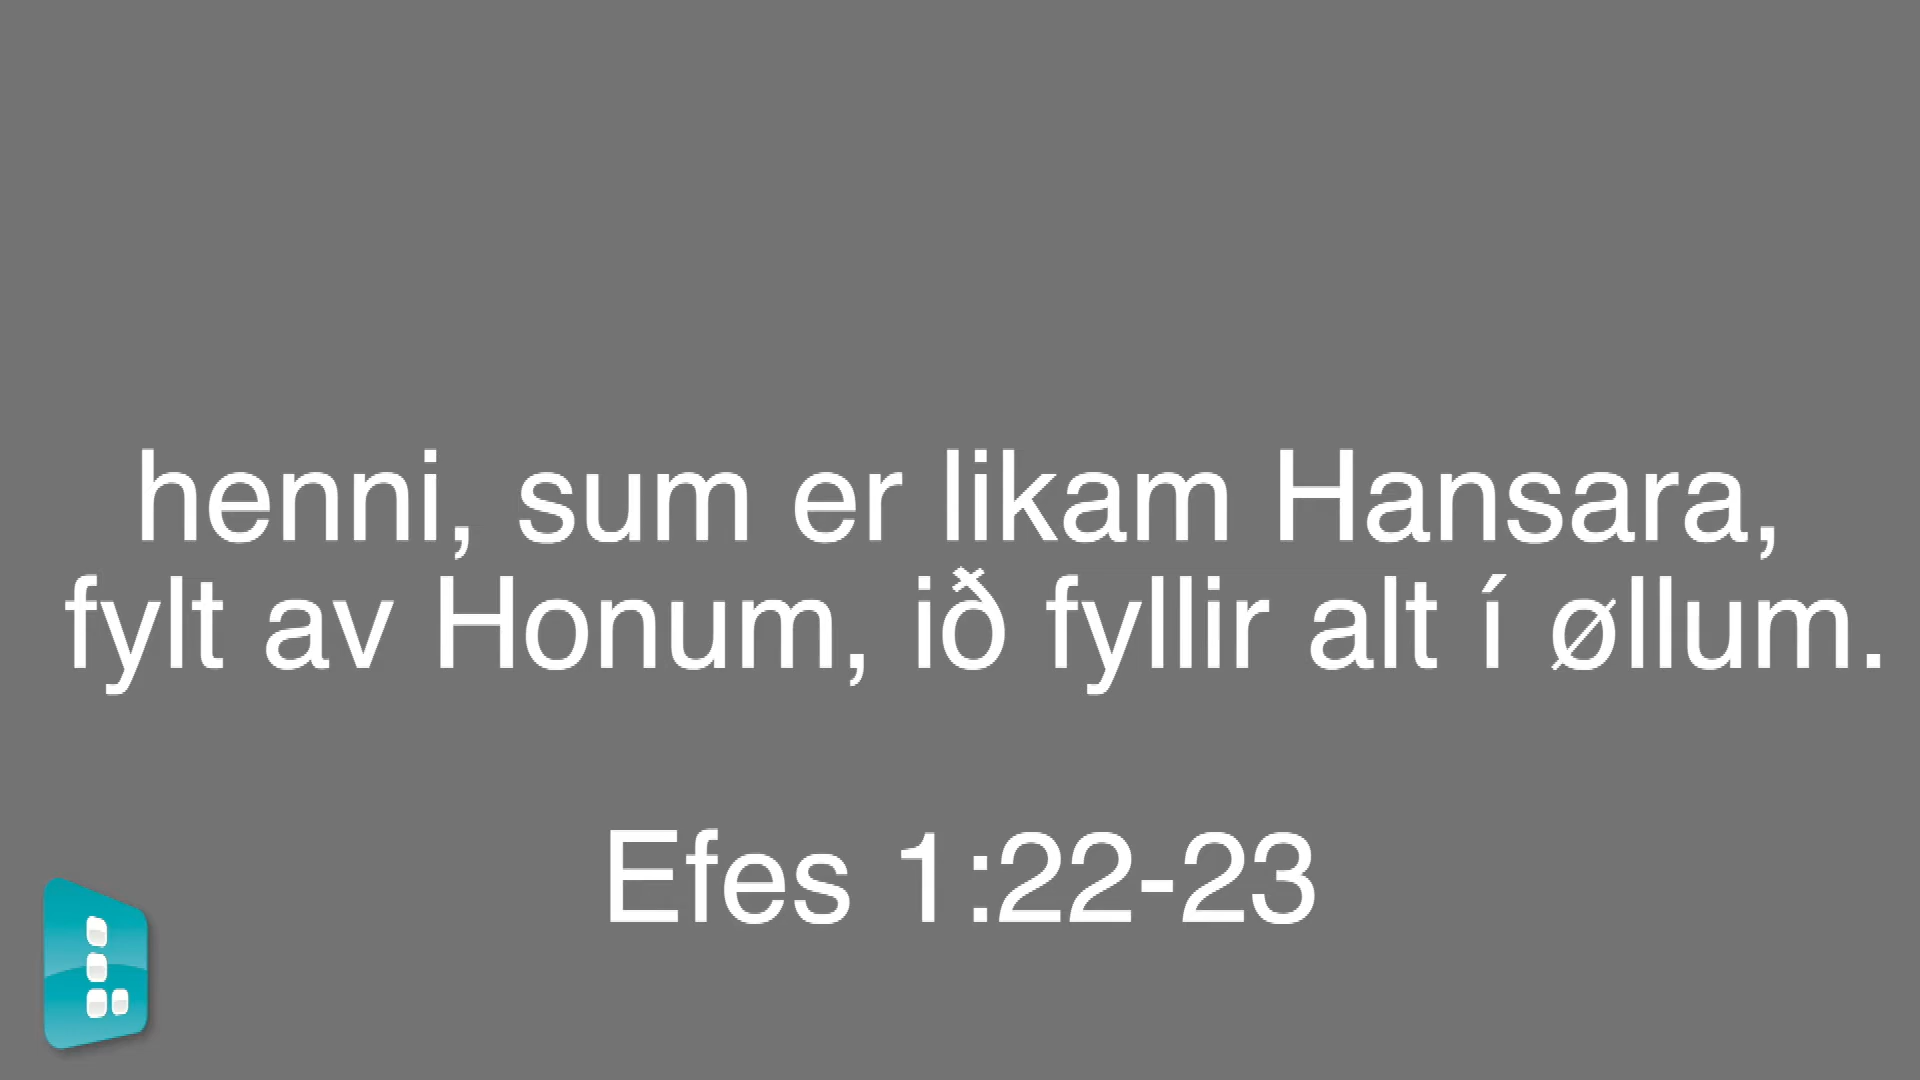 henni, sum er likam Hansara,
fylt av Honum, ið fyllir alt í øllum.
Efes 1:22-23